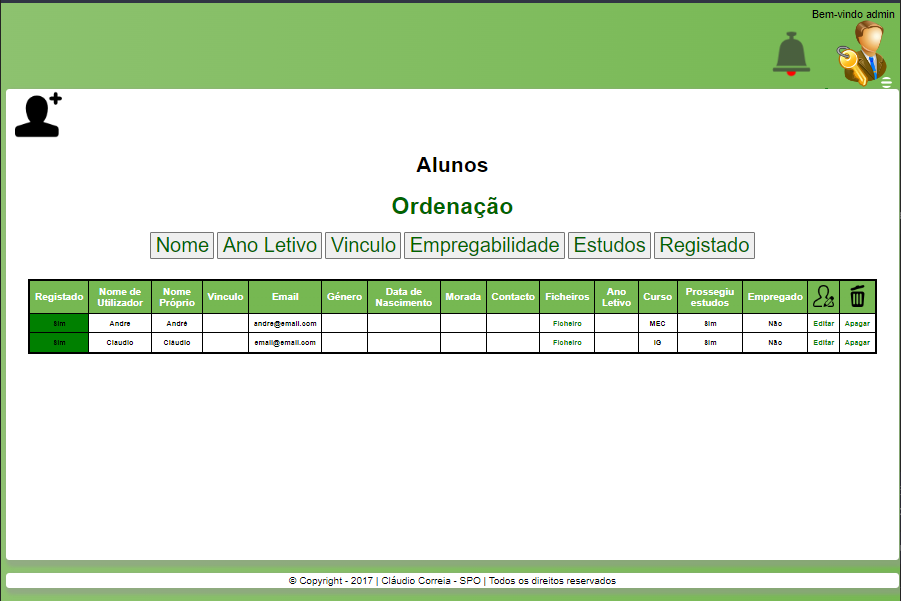 Bem-vindo admin
Alunos
Ordenação
Nome Ano Letivo Vinculo Empregabilidade Estudos Registado
Registado Nome de Utilizador Nome Próprio Vinculo Email Género Data de Nascimento Morada Contacto Ficheiros Ano Letivo Curso Prossegiu estudos Empregado
Sim Andre André andre@email.com Ficheiro MEC Sim Não Editar Apagar
Sim Claudio Cláudio email@email.com Ficheiro IG Sim Não Editar Apagar
© Copyright - 2017 | Cláudio Correia - SPO | Todos os direitos reservados